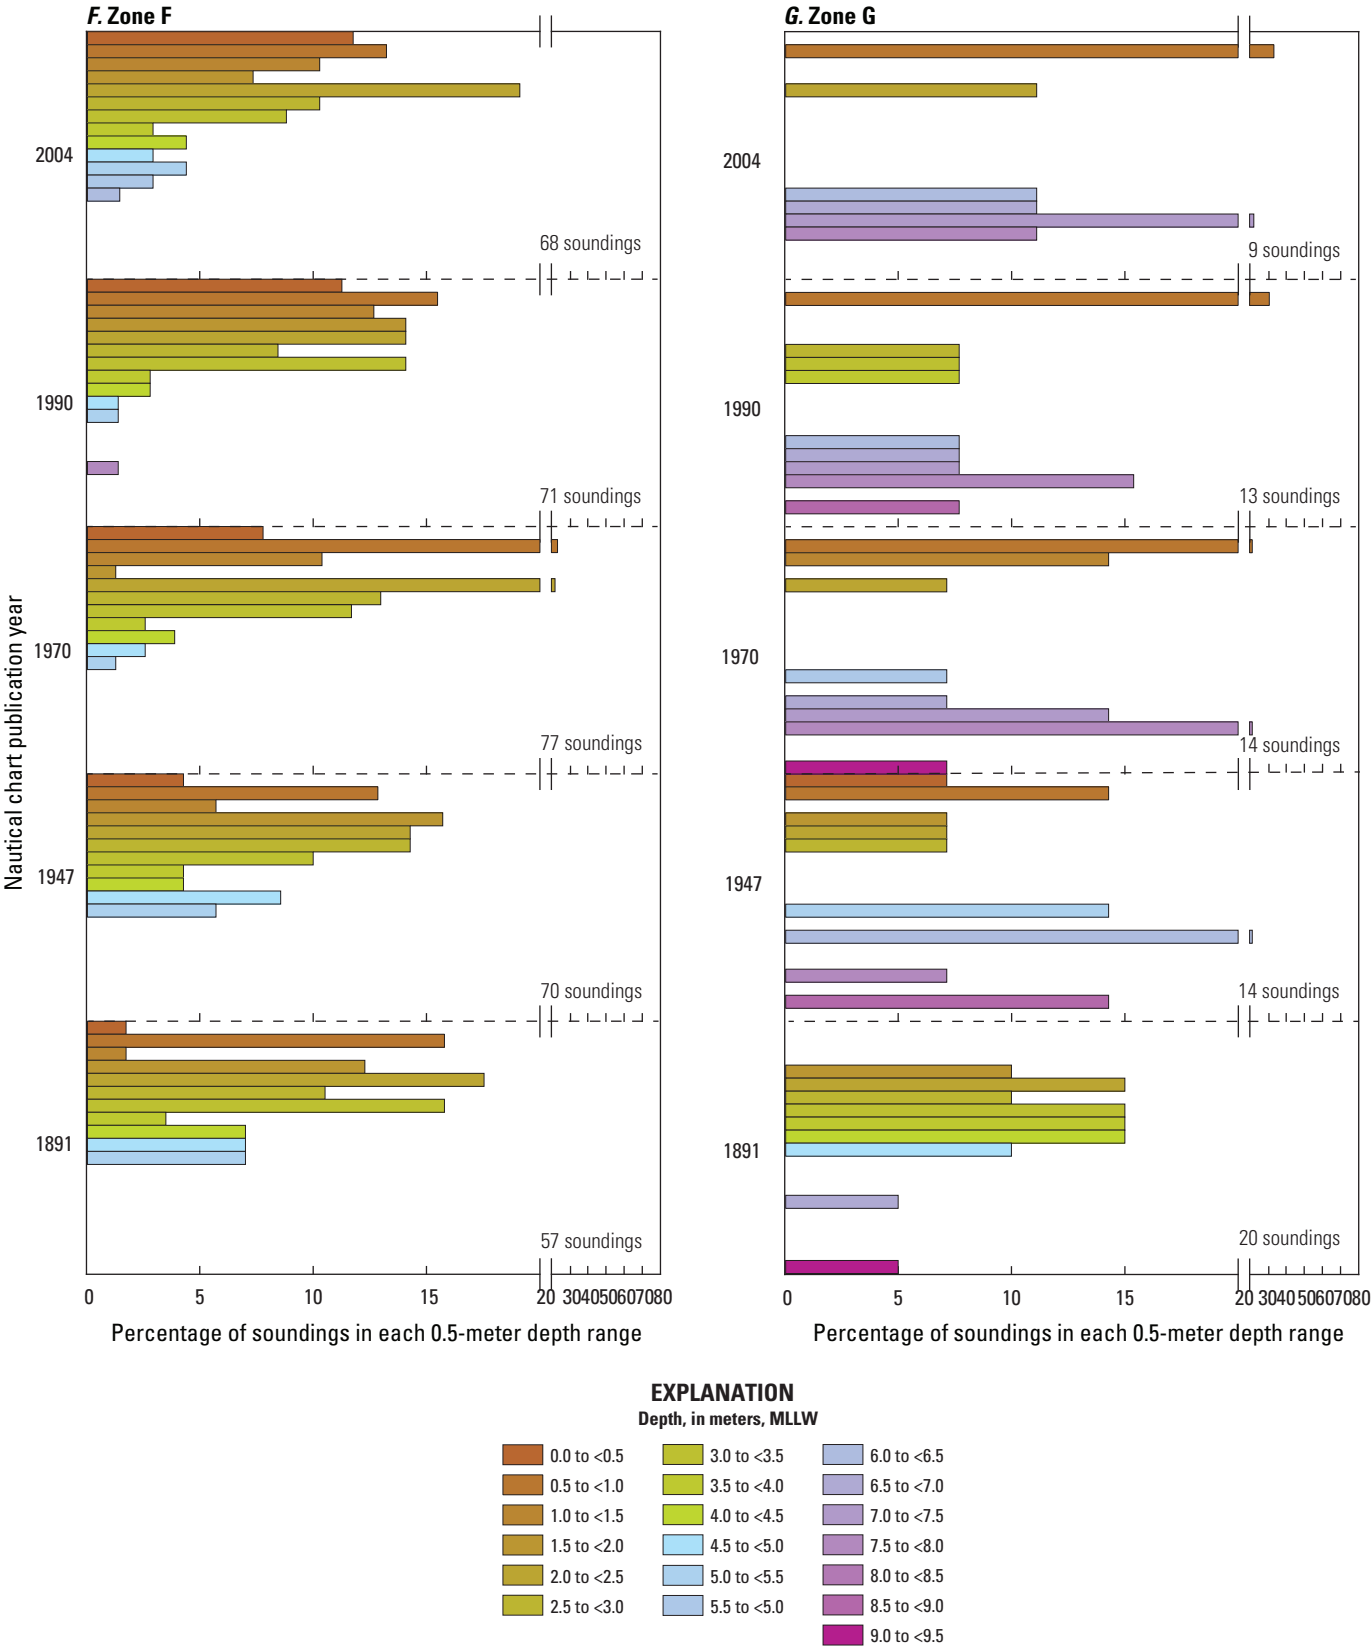 F. Zone F
2004
68 soundings
1990
71 soundings
1970
77 soundings
1947
70 soundings
1891
57 soundings
0 5 10 15 20 30 40 50 60 70 80
Percentage of soundings in each 0.5-meter depth range
Nautical chart publication year
G. Zone G
2004
9 soundings
1990
13 soundings
1970
14 soundings
1947
14 soundings
1891
20 soundings
0 5 10 15 20 30 40 50 60 70 80
Percentage of soundings in each 0.5-meter depth range
EXPLANATION
Depth, in meters, MLLW
0.0 to <0.5
0.5 to <1.0
1.0 to <1.5
1.5 to <2.0
2.0 to <2.5
2.5 to <3.0
3.0 to <3.5
3.5 to <4.0
4.0 to <4.5
4.5 to <5.0
5.0 to <5.5
5.5 to <5.0
6.0 to <6.5
6.5 to <7.0
7.0 to <7.5
7.5 to <8.0
8.0 to <8.5
8.5 to <9.0
9.0 to <9.5